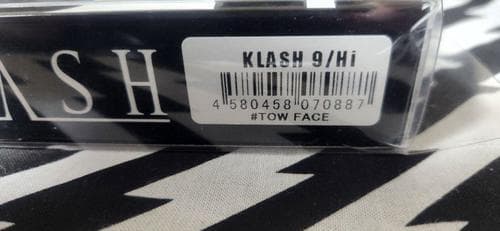 KLASH 9/Hi
4 580458 070887
#TOW FACE
ASH